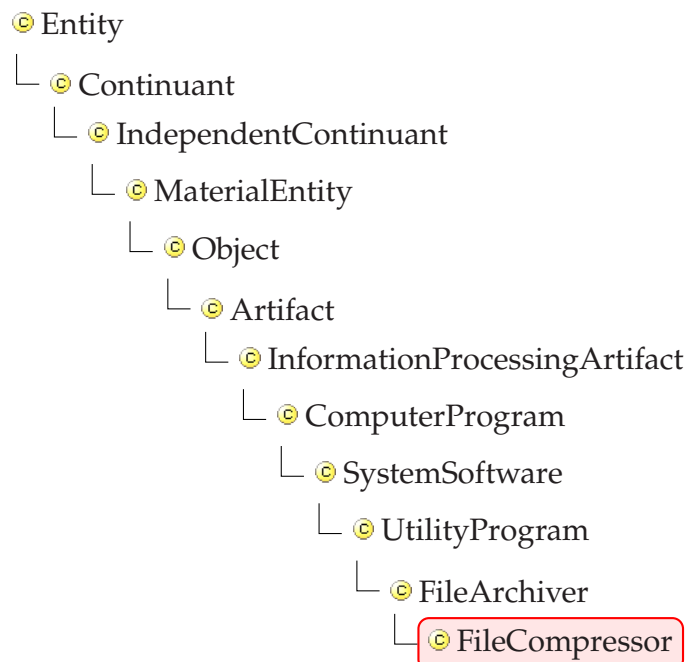 Entity
Continuant
IndependentContinuant
MaterialEntity
Object
Artifact
InformationProcessingArtifact
ComputerProgram
SystemSoftware
UtilityProgram
FileArchiver
FileCompressor